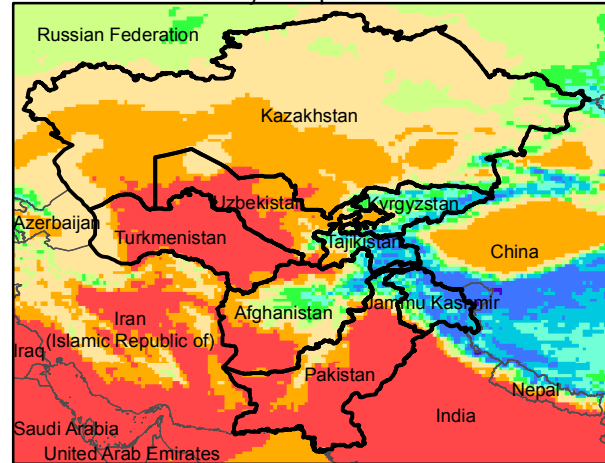 Russian Federation
Kazakhstan
Uzbekistan
Kyrgyzstan
Azerbaijan
Turkmenistan
Tajikistan
China
Jammu Kashmir
Afghanistan
Iran
(Islamic Republic of)
Iraq
Pakistan
Nepal
India
Saudi Arabia
United Arab Emirates